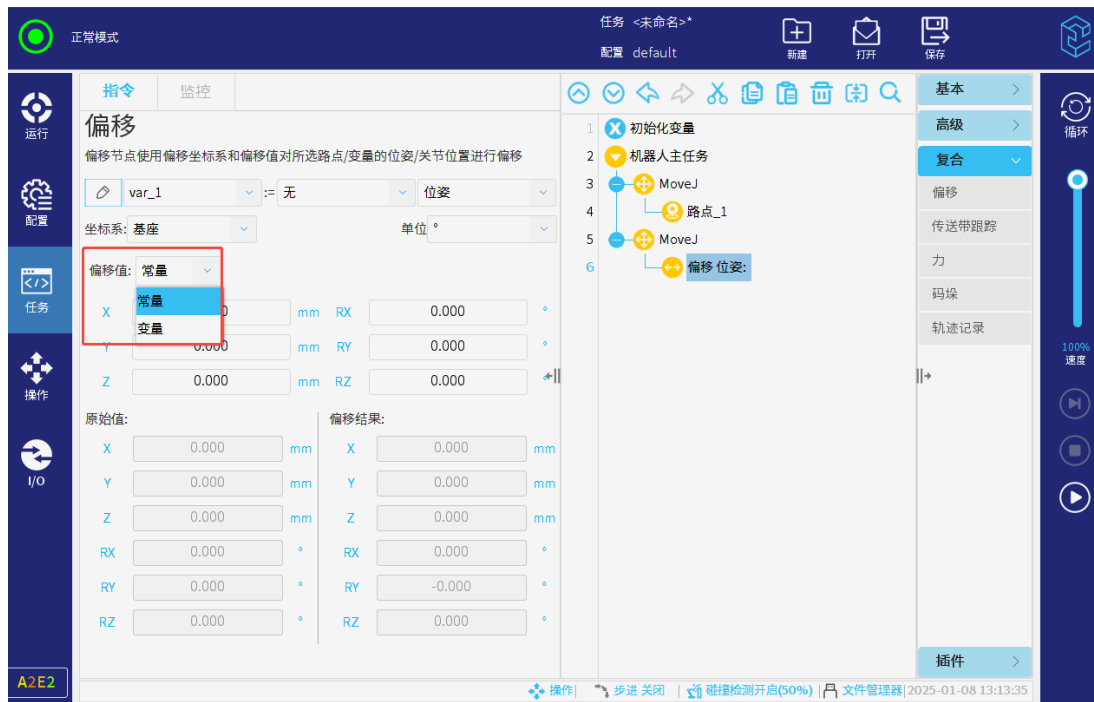 正常模式
任务 <未命名>*
配置 default
新建
打开
保存
运行
配置
任务
操作
I/O
A2E2
指令 监控
偏移
偏移节点使用偏移坐标系和偏移值对所选路点/变量的位姿/关节位置进行偏移
var_1 := 无 位姿
坐标系: 基座 单位 °
偏移值: 常量
常量
变量
X mm RX 0.000 °
Y 0.000 mm RY 0.000 °
Z 0.000 mm RZ 0.000 °
原始值: 偏移结果:
X 0.000 mm X 0.000 mm
Y 0.000 mm Y 0.000 mm
Z 0.000 mm Z 0.000 mm
RX 0.000 ° RX 0.000 °
RY 0.000 ° RY -0.000 °
RZ 0.000 ° RZ 0.000 °
1 初始化变量
2 机器人主任务
3 MoveJ
4 路点_1
5 MoveJ
6 偏移 位姿:
基本
高级
复合
偏移
传送带跟踪
力
码垛
轨迹记录
插件
循环
100%
速度
操作| 步进 关闭 | 碰撞检测开启(50%) | 文件管理器| 2025-01-08 13:13:35